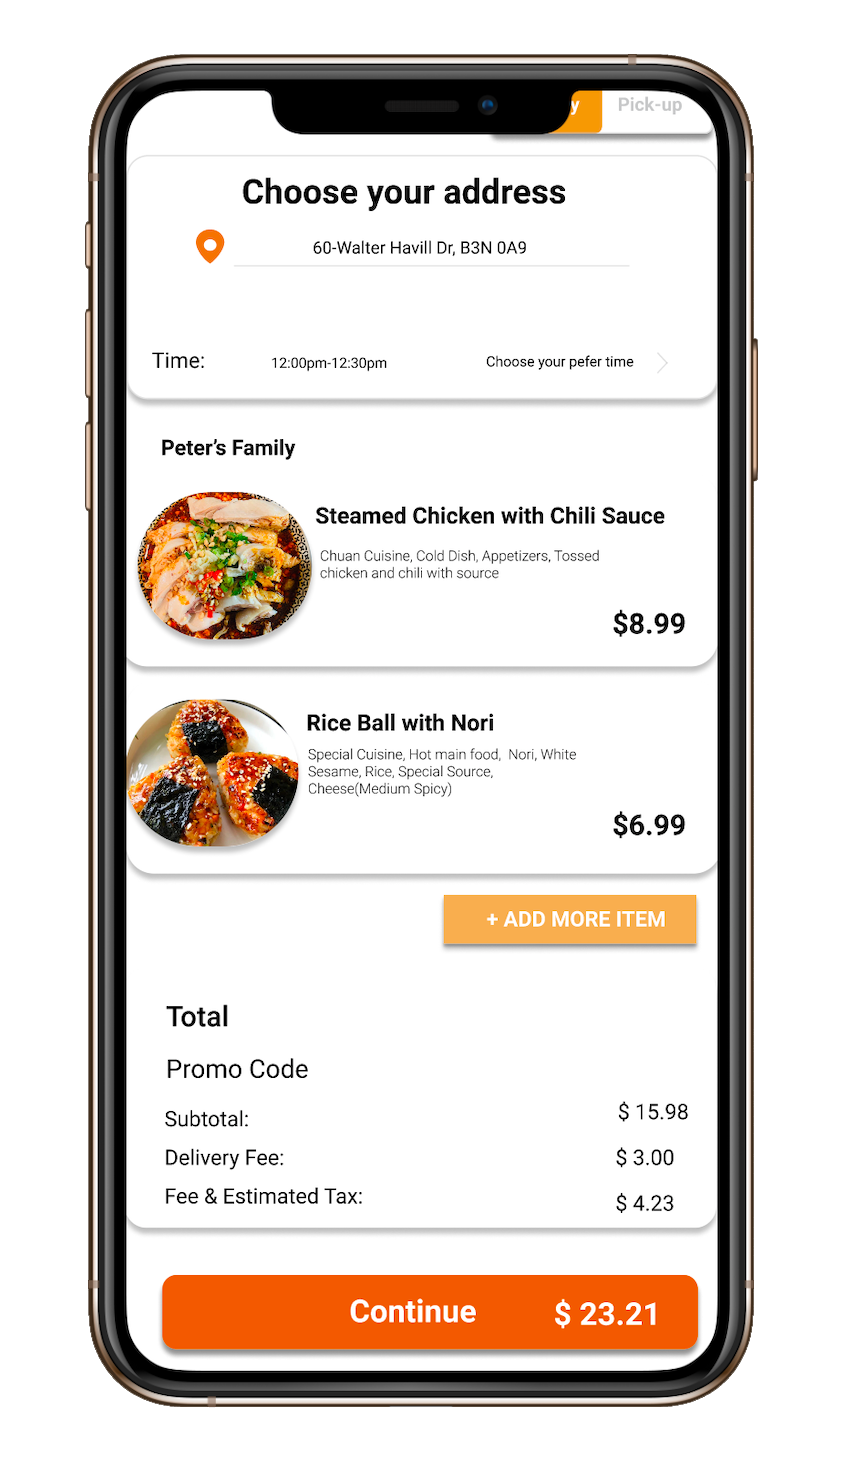 Pick-up
Choose your address
60-Walter Havill Dr, B3N 0A9
Time:
12:00pm-12:30pm
Choose your pefer time
Peter's Family
Steamed Chicken with Chili Sauce
Chuan Cuisine, Cold Dish, Appetizers, Tossed
chicken and chili with source
$8.99
Rice Ball with Nori
Special Cuisine, Hot main food, Nori, White
Sesame, Rice, Special Source,
Cheese(Medium Spicy)
$6.99
+ ADD MORE ITEM
Total
Promo Code
Subtotal: $ 15.98
Delivery Fee: $ 3.00
Fee & Estimated Tax: $ 4.23
Continue $ 23.21